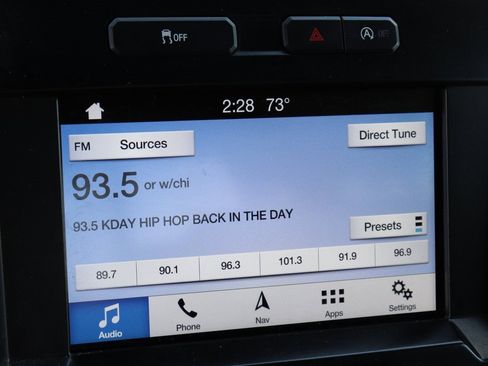 OFF
A OFF
2:28 73°
FM Sources
Direct Tune
93.5 or w/chi
93.5 KDAY HIP HOP BACK IN THE DAY
Presets
89.7 90.1 96.3 101.3 91.9 96.9
Audio Phone Nav Apps Settings